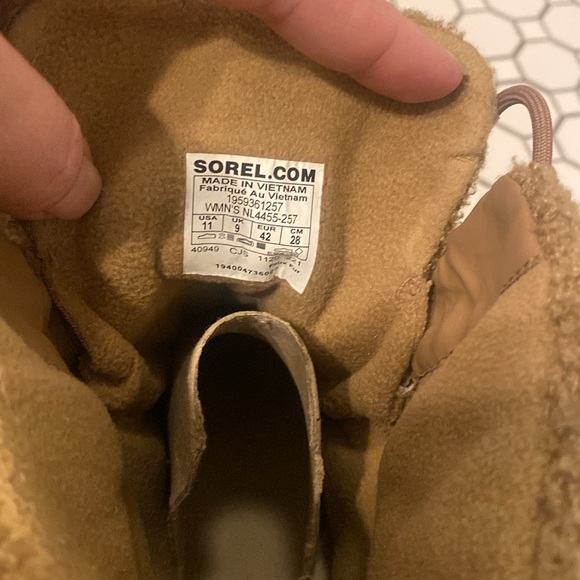 SOREL.COM
MADE IN VIETNAM
Fabriqué Au Vietnam
1959361257
WMN'S NL4455-257
USA UK EUR CM
11 9 42 28
40949 CJS